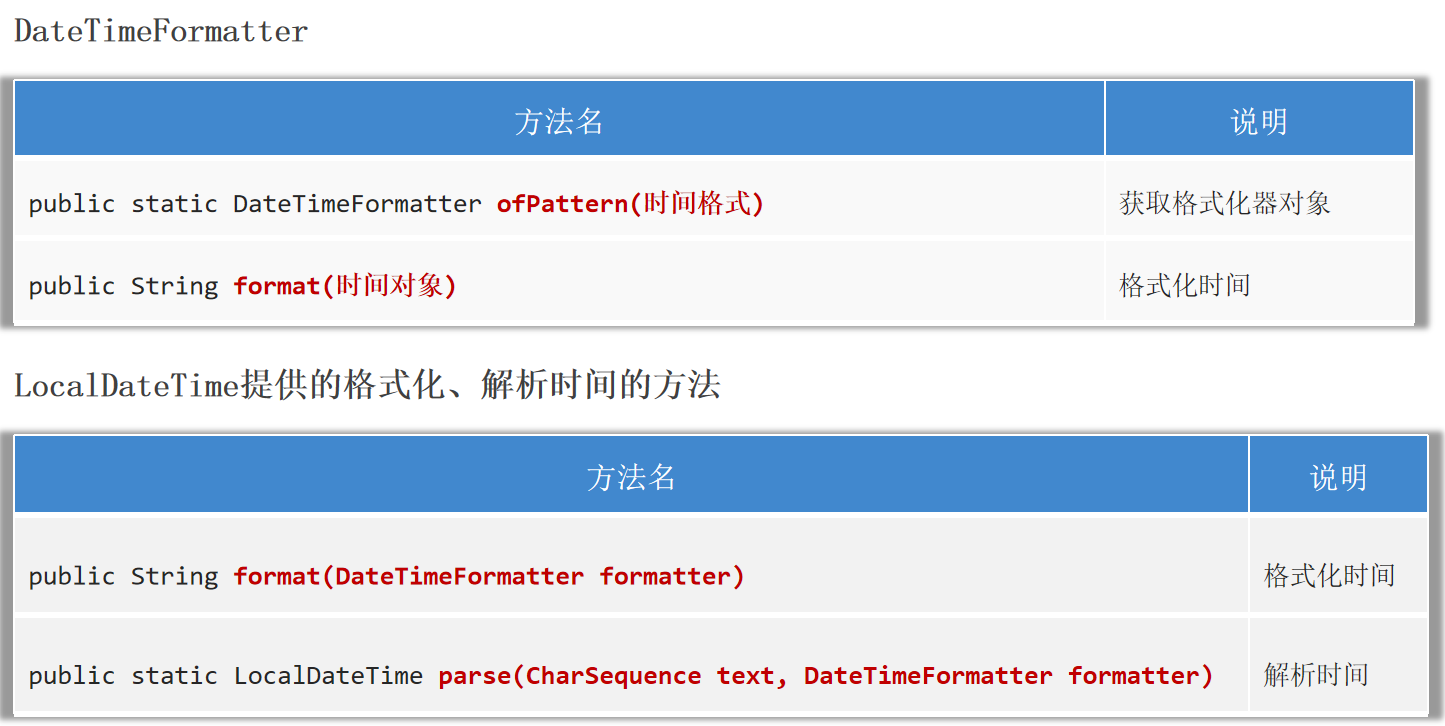 DateTimeFormatter
方法名 说明
public static DateTimeFormatter ofPattern(时间格式) 获取格式化器对象
public String format(时间对象) 格式化时间
LocalDateTime提供的格式化、解析时间的方法
方法名 说明
public String format(DateTimeFormatter formatter) 格式化时间
public static LocalDateTime parse(CharSequence text, DateTimeFormatter formatter) 解析时间